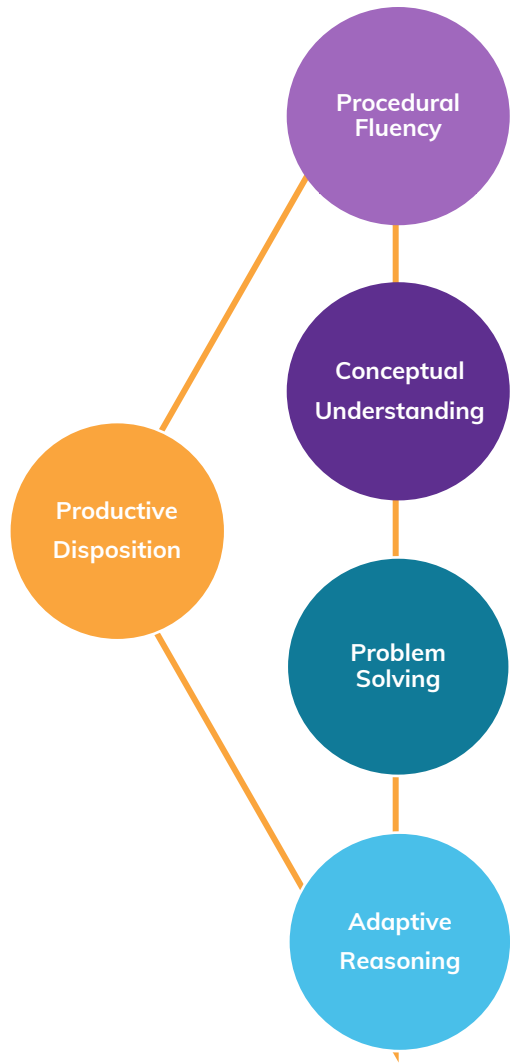 Procedural
Fluency
Conceptual
Understanding
Productive
Disposition
Problem
Solving
Adaptive
Reasoning